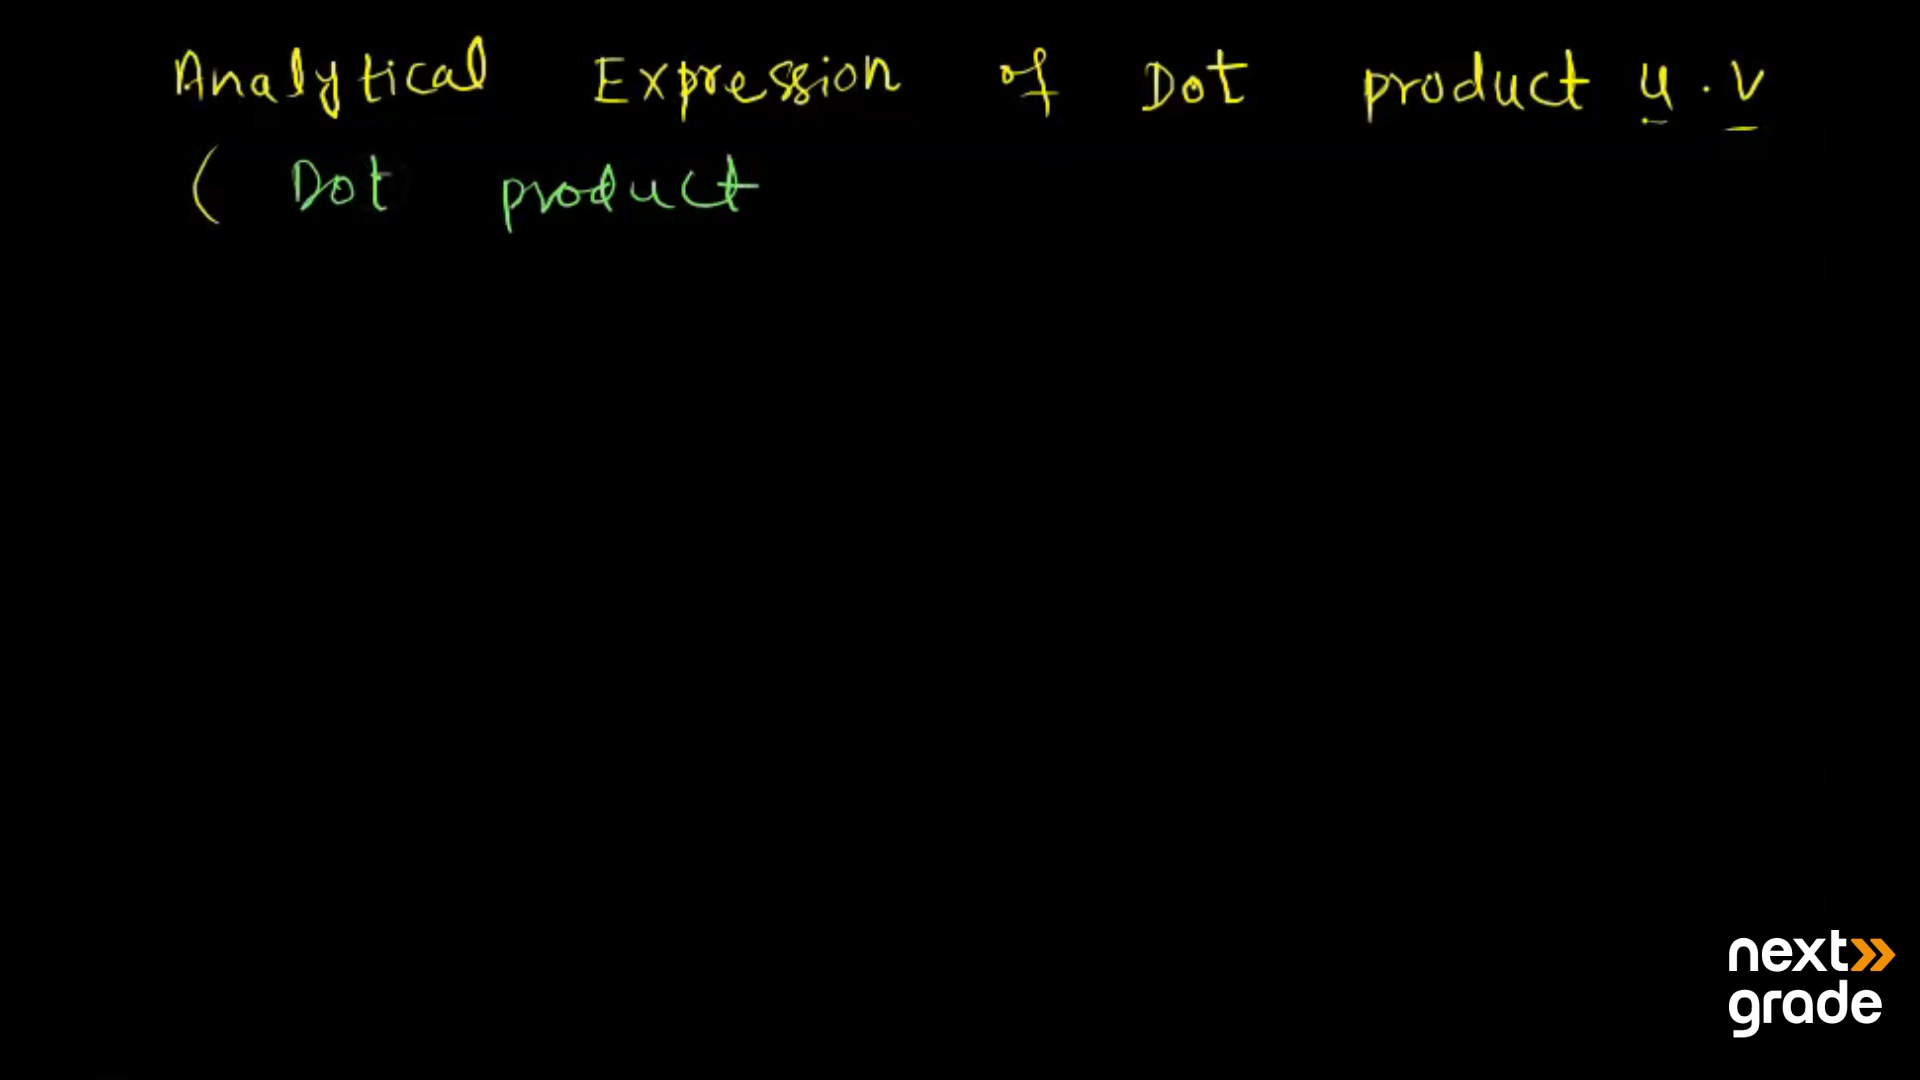 Analytical Expression of Dot product u . v
( Dot product
next
grade